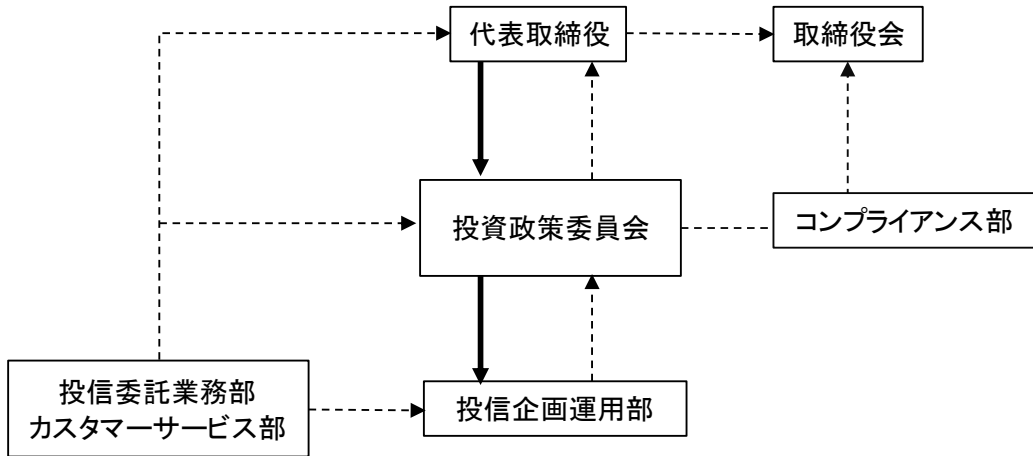 代表取締役
取締役会
投資政策委員会
コンプライアンス部
投信委託業務部
カスタマーサービス部
投信企画運用部